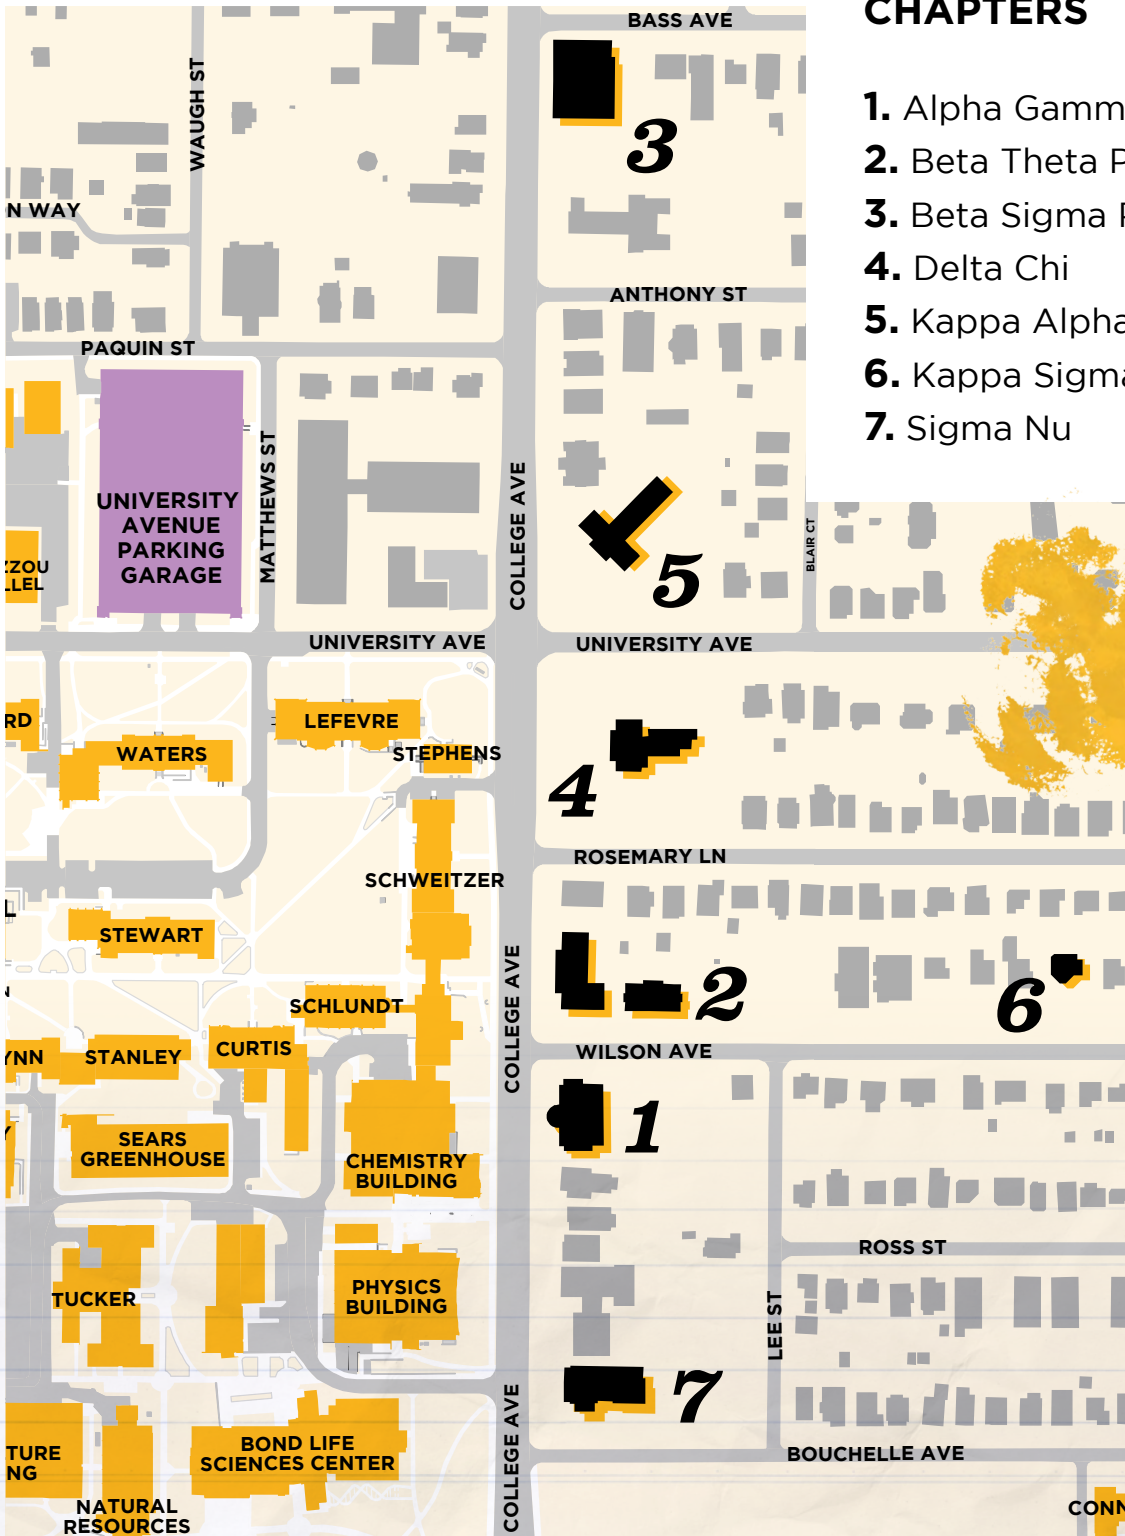 BASS AVE
CHAPTERS
1. Alpha Gamm
2. Beta Theta P
3. Beta Sigma P
4. Delta Chi
5. Kappa Alpha
6. Kappa Sigma
7. Sigma Nu
WAUGH ST
3
N WAY
ANTHONY ST
PAQUIN ST
MATTHEWS ST
UNIVERSITY
AVENUE
PARKING
GARAGE
COLLEGE AVE
5
BLAIR CT
ZZOU
LLEL
UNIVERSITY AVE
UNIVERSITY AVE
RD
LEFEVRE
WATERS
STEPHENS
4
ROSEMARY LN
SCHWEITZER
L
STEWART
COLLEGE AVE
N
SCHLUNDT
2
6
YNN
STANLEY
CURTIS
WILSON AVE
Y
SEARS
GREENHOUSE
1
CHEMISTRY
BUILDING
ROSS ST
TUCKER
PHYSICS
BUILDING
LEE ST
7
COLLEGE AVE
TURE
NG
BOND LIFE
SCIENCES CENTER
BOUCHELLE AVE
NATURAL
RESOURCES
CONN